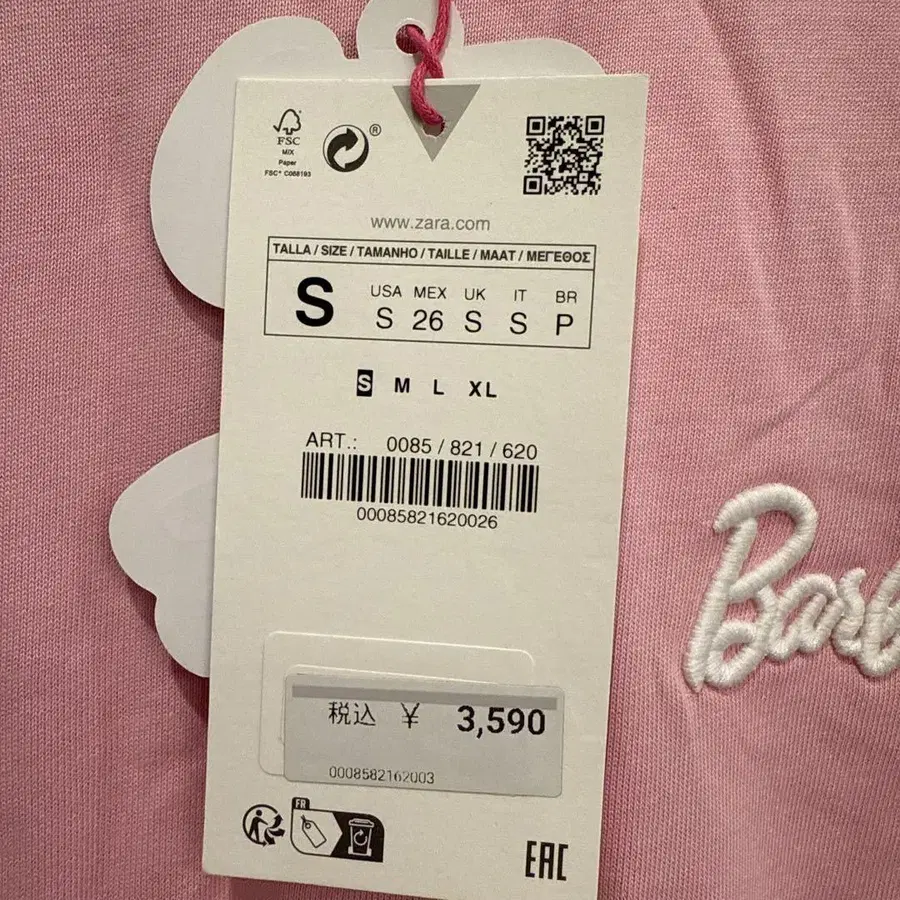 FSC
MIX
Paper
FSC® C068193
®
www.zara.com
TALLA / SIZE / TAMANHO / TAILLE / MAAT / ΜΕΓΕΘΟΣ
S
USA MEX UK IT BR
S 26 S S P
S M L XL
ART.: 0085 / 821 / 620
00085821620026
Barb
税込 ¥ 3,590
0008582162003
FR
EAC